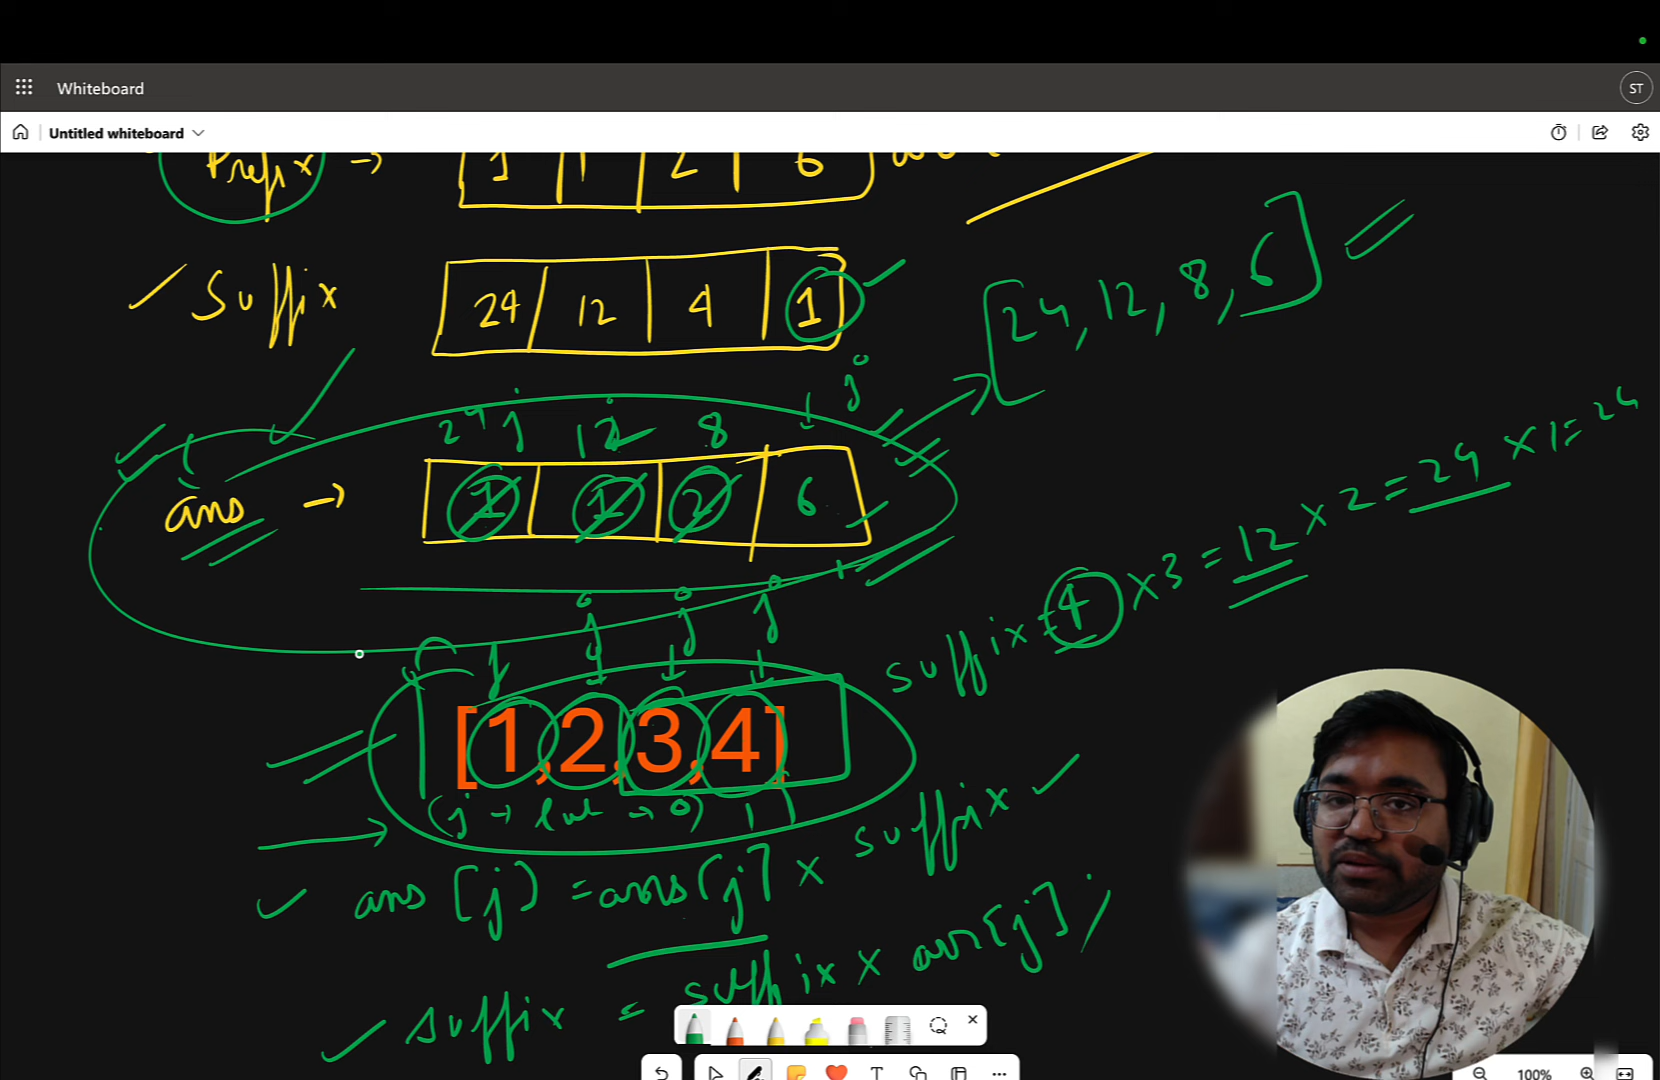 Whiteboard
ST
Untitled whiteboard
Prefix → 1 1 2 6
Suffix 24 12 4 1
[24, 12, 8, 6]
24 j 12 8 j
ans → 1 1 2 6
suffix = 4 x 3 = 12 x 2 = 24 x 1 = 24
j j j j
[1,2,3,4]
(j → last → 0) 1
ans [j] = ans[j] x suffix
suffix = suffix x arr[j];
T
100%